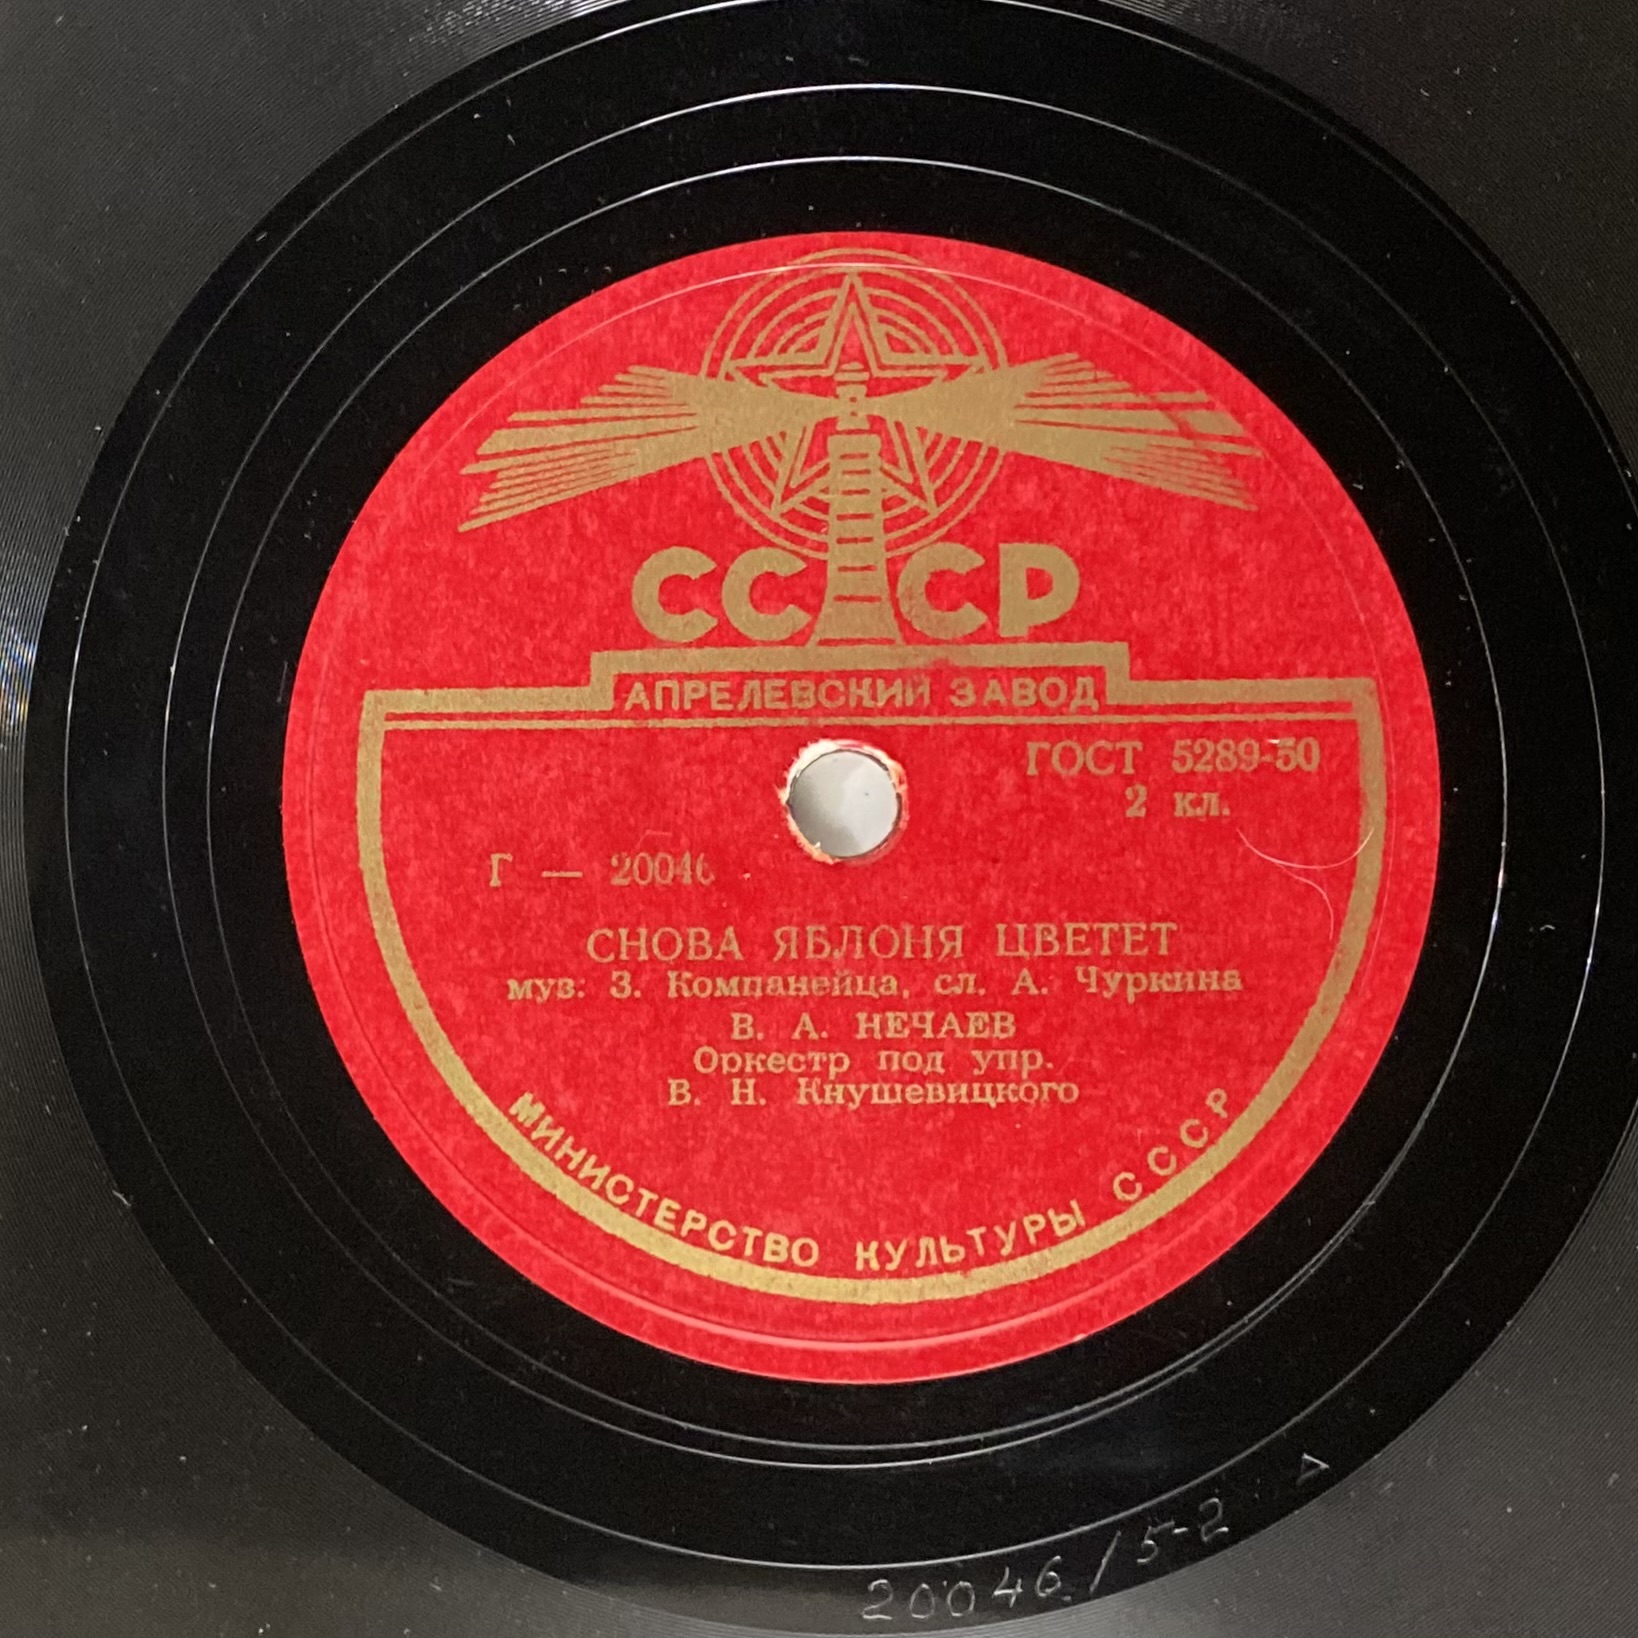 СССР
АПРЕЛЕВСКИЙ ЗАВОД
ГОСТ 5289-50
2 кл.
Г — 20046
СНОВА ЯБЛОНЯ ЦВЕТЕТ
муз: З. Компанейца, сл. А. Чуркина
В. А. НЕЧАЕВ
Оркестр под упр.
В. Н. Кнушевицкого
МИНИСТЕРСТВО КУЛЬТУРЫ СССР
20046/5-2 Δ